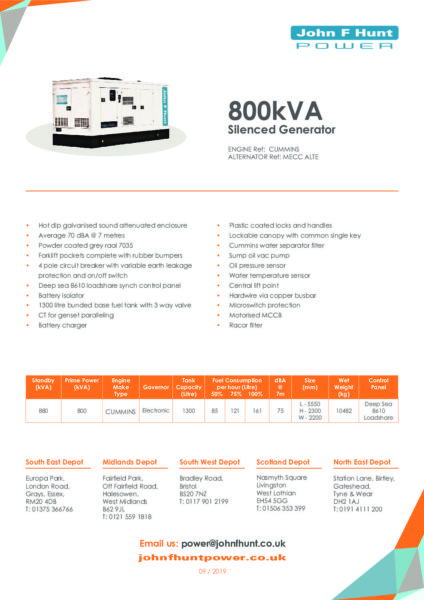 John F Hunt
POWER
John F Hunt
800kVA
Silenced Generator
ENGINE Ref: CUMMINS
ALTERNATOR Ref: MECC ALTE
• Hot dip galvanised sound attenuated enclosure
• Average 70 dBA @ 7 metres
• Powder coated grey raal 7035
• Forklift pockets complete with rubber bumpers
• 4 pole circuit breaker with variable earth leakage
protection and on/off switch
• Deep sea 8610 loadshare synch control panel
• Battery isolator
• 1300 litre bunded base fuel tank with 3 way valve
• CT for genset paralleling
• Battery charger
• Plastic coated locks and handles
• Lockable canopy with common single key
• Cummins water separator filter
• Sump oil vac pump
• Oil pressure sensor
• Water temperature sensor
• Central lift point
• Hardwire via copper busbar
• Microswitch protection
• Motorised MCCB
• Racor filter
Standby (kVA) Prime Power (kVA) Engine Make Type Governor Tank Capacity (Litre) Fuel Consumption per hour (Litre) 50% 75% 100% dBA @ 7m Size (mm) Wet Weight (kg) Control Panel
880 800 CUMMINS Electronic 1300 85 121 161 75 L - 5550 H - 2300 W - 2200 10482 Deep Sea 8610 Loadshare
South East Depot
Europa Park,
London Road,
Grays, Essex,
RM20 4DB
T: 01375 366766
Midlands Depot
Fairfield Park,
Off Fairfield Road,
Halesowen,
West Midlands
B62 9JL
T: 0121 559 1818
South West Depot
Bradley Road,
Bristol
BS20 7NZ
T: 0117 901 2199
Scotland Depot
Nasmyth Square
Livingston
West Lothian
EH54 5GG
T: 01506 353 399
North East Depot
Station Lane, Birtley,
Gateshead,
Tyne & Wear
DH2 1AJ
T: 0191 4111 200
Email us: power@johnfhunt.co.uk
johnfhuntpower.co.uk
09 / 2019